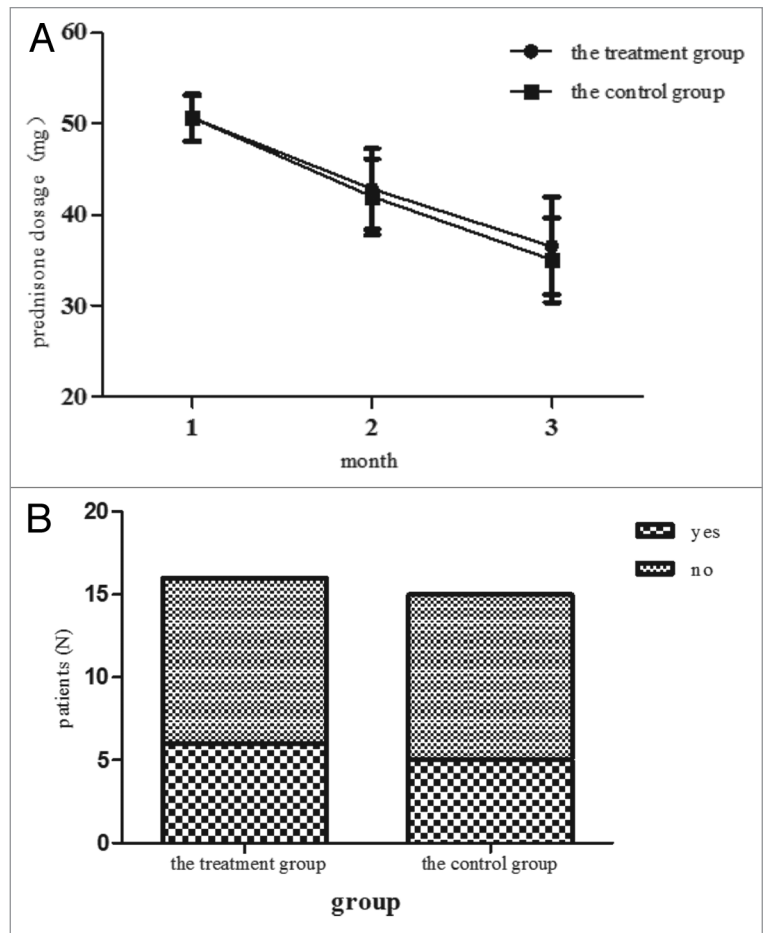 A
60
50
40
30
20
prednisone dosage (mg)
the treatment group
the control group
1 2 3
month
B
20
15
10
5
0
patients (N)
yes
no
the treatment group the control group
group